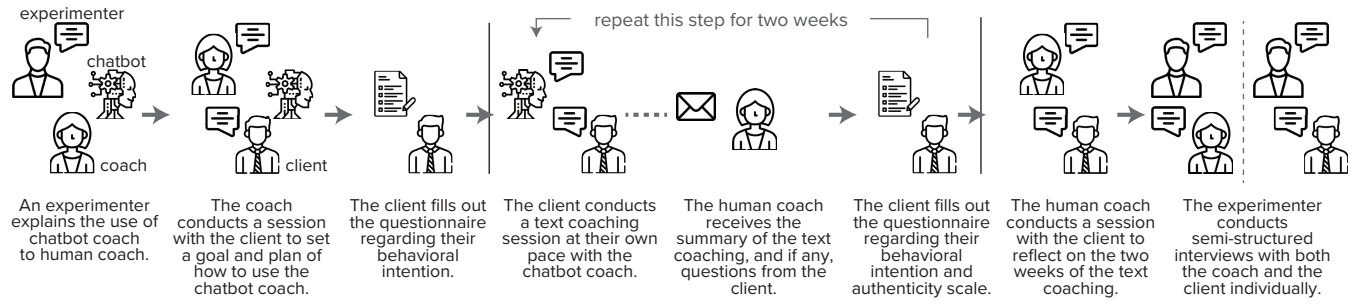 experimenter
chatbot
coach
client
repeat this step for two weeks
An experimenter
explains the use of
chatbot coach
to human coach.
The coach
conducts a session
with the client to set
a goal and plan of
how to use the
chatbot coach.
The client fills out
the questionnaire
regarding their
behavioral
intention.
The client conducts
a text coaching
session at their own
pace with the
chatbot coach.
The human coach
receives the
summary of the text
coaching, and if any,
questions from the
client.
The client fills out
the questionnaire
regarding their
behavioral
intention and
authenticity scale.
The human coach
conducts a session
with the client to
reflect on the two
weeks of the text
coaching.
The experimenter
conducts
semi-structured
interviews with both
the coach and the
client individually.